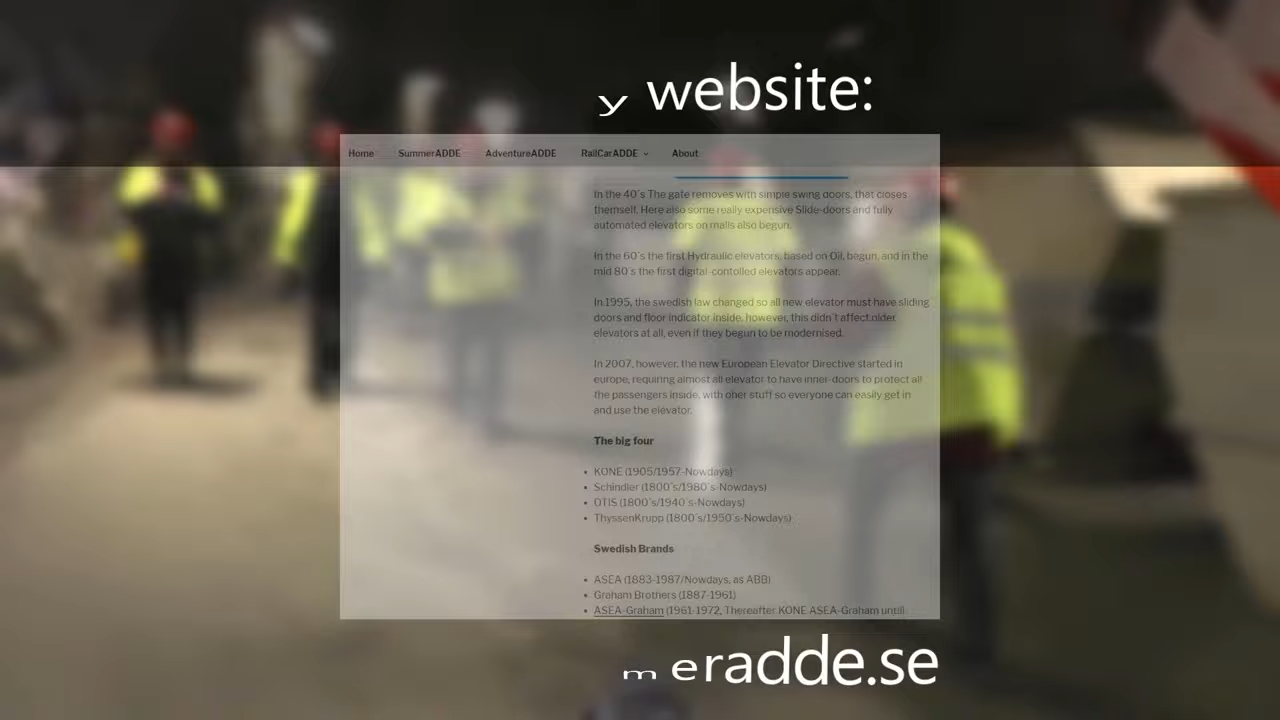 y website:
Home SummerADDE AdventureADDE RailCarADDE About
In the 40´s The gate removes with simple swing doors, that closes
themself. Here also some really expensive Slide-doors and fully
automated elevators on malls also begun.
In the 60´s the first Hydraulic elevators, based on Oil, begun, and in the
mid 80´s the first digital-contolled elevators appear.
In 1995, the swedish law changed so all new elevator must have sliding
doors and floor indicator inside, however, this didn´t affect older
elevators at all, even if they begun to be modernised.
In 2007, however, the new European Elevator Directive started in
europe, requiring almost all elevator to have inner-doors to protect all
the passengers inside, with oher stuff so everyone can easily get in
and use the elevator.
The big four
• KONE (1905/1957-Nowdays)
• Schindler (1800´s/1980´s-Nowdays)
• OTIS (1800´s/1940´s-Nowdays)
• ThyssenKrupp (1800´s/1950´s-Nowdays)
Swedish Brands
• ASEA (1883-1987/Nowdays, as ABB)
• Graham Brothers (1887-1961)
• ASEA-Graham (1961-1972, Thereafter KONE ASEA-Graham untill
meradde.se